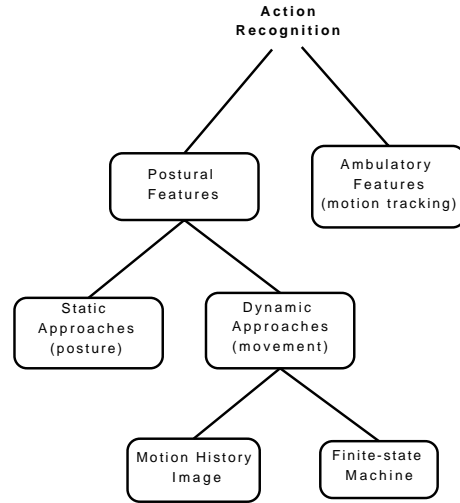 Action
Recognition
Postural
Features
Ambulatory
Features
(motion tracking)
Static
Approaches
(posture)
Dynamic
Approaches
(movement)
Motion History
Image
Finite-state
Machine